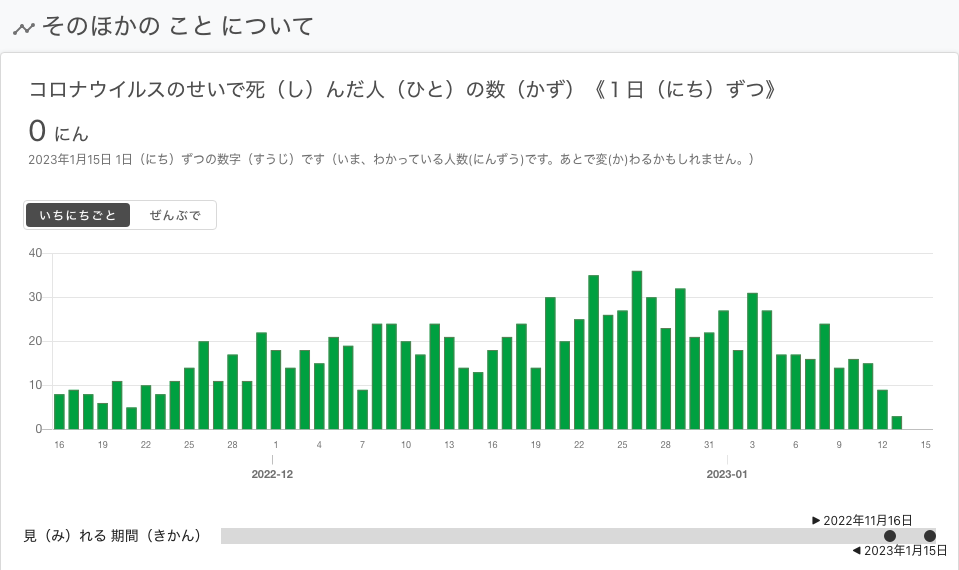 そのほかの こと について
コロナウイルスのせいで死（し）んだ人（ひと）の数（かず）《１日（にち）ずつ》
0 にん
2023年1月15日 1日（にち）ずつの数字（すうじ）です（いま、わかっている人数(にんずう)です。あとで変(か)わるかもしれません。）
いちにちごと ぜんぶで
40
30
20
10
0
16 19 22 25 28 1 4 7 10 13 16 19 22 25 28 31 3 6 9 12 15
2022-12 2023-01
▶ 2022年11月16日
見（み）れる 期間（きかん）
◀ 2023年1月15日